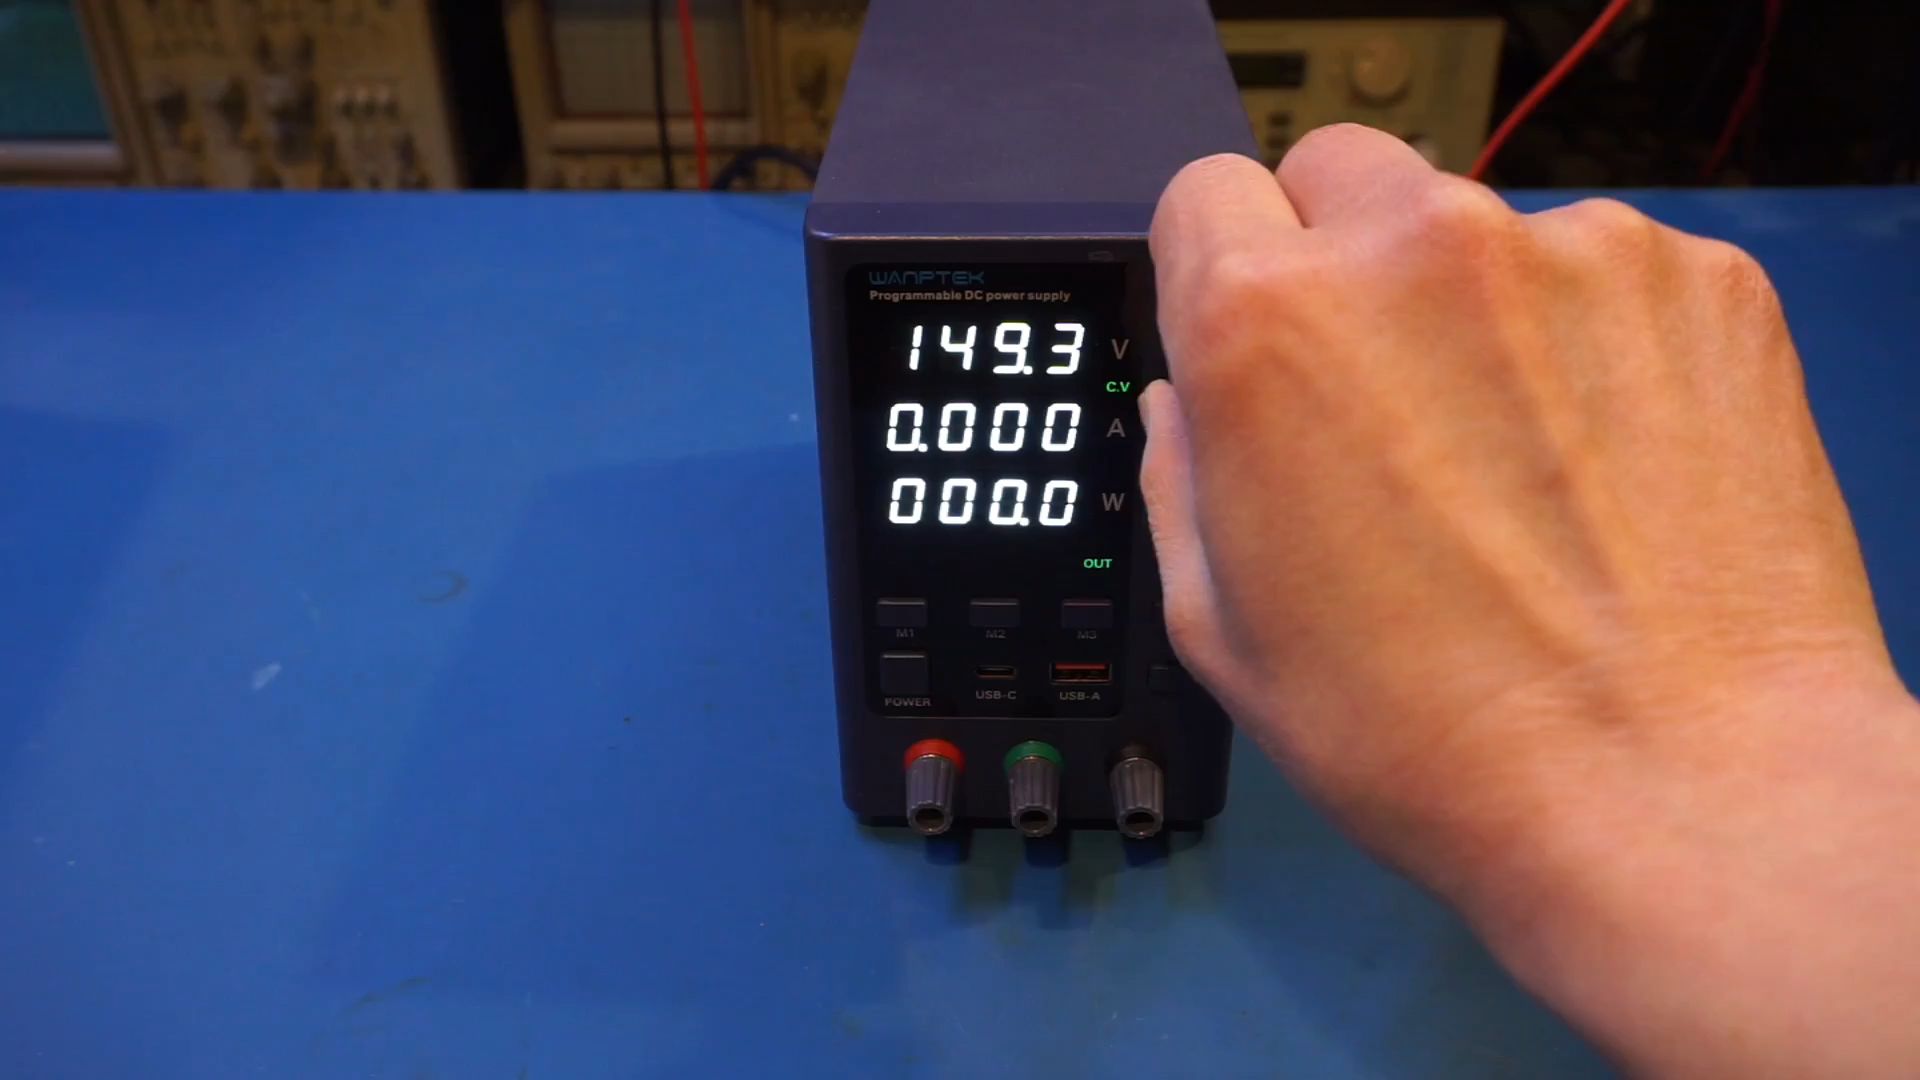 WANPTEK
Programmable DC power supply
149.3 V
C.V
0.000 A
000.0 W
OUT
M1 M2 M3
POWER USB-C USB-A